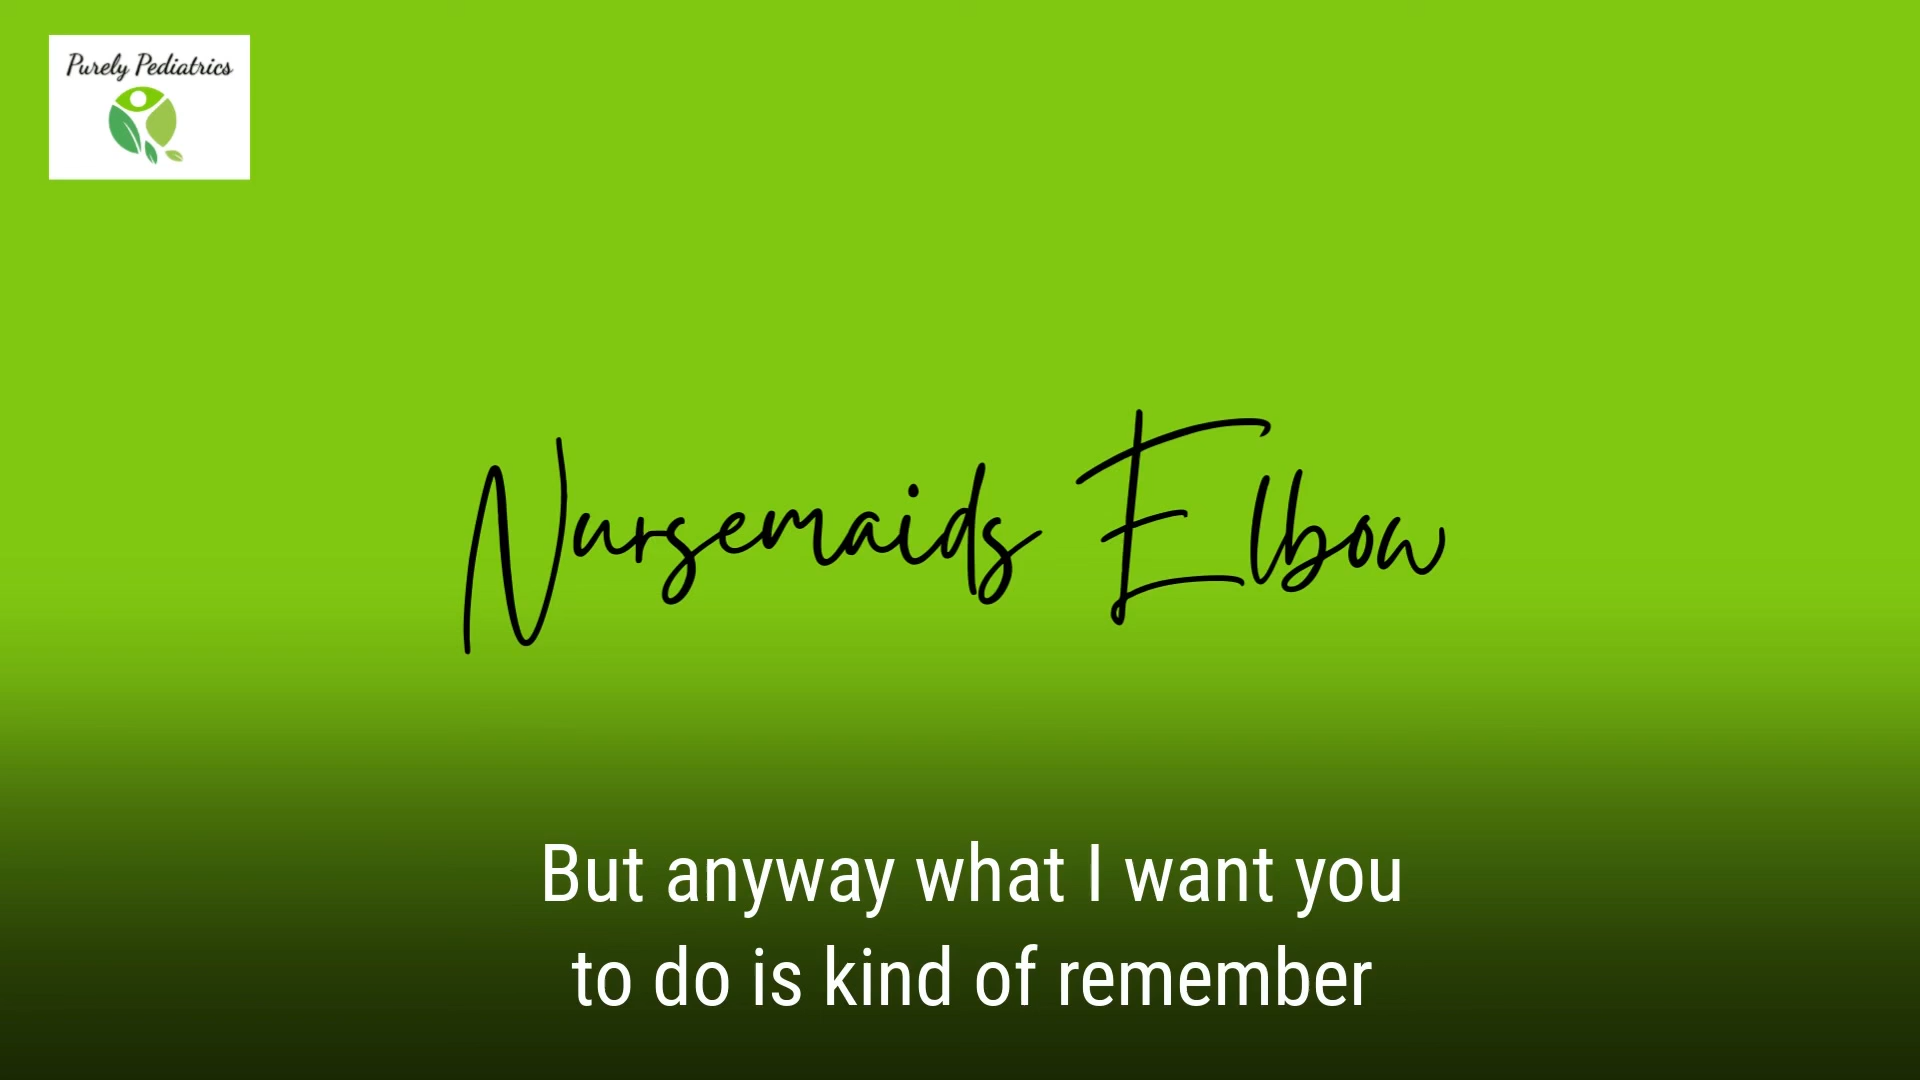 Purely Pediatrics
Nursemaids Elbow
But anyway what I want you
to do is kind of remember